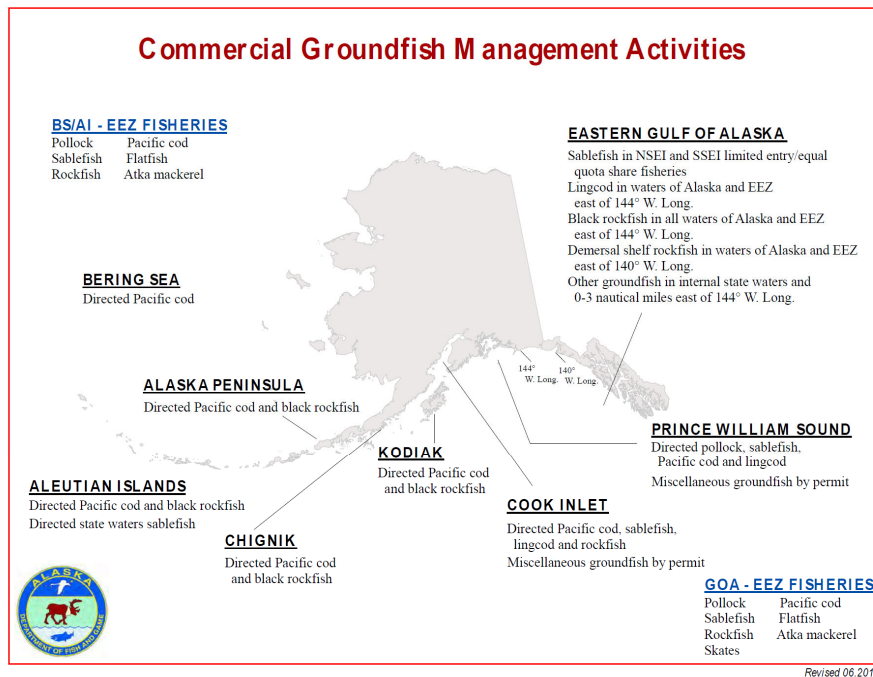 Commercial Groundfish Management Activities
BS/AI - EEZ FISHERIES
Pollock Pacific cod
Sablefish Flatfish
Rockfish Atka mackerel
EASTERN GULF OF ALASKA
Sablefish in NSEI and SSEI limited entry/equal
quota share fisheries
Lingcod in waters of Alaska and EEZ
east of 144° W. Long.
Black rockfish in all waters of Alaska and EEZ
east of 144° W. Long.
Demersal shelf rockfish in waters of Alaska and EEZ
east of 140° W. Long.
Other groundfish in internal state waters and
0-3 nautical miles east of 144° W. Long.
BERING SEA
Directed Pacific cod
144°
W. Long.
140°
W. Long.
ALASKA PENINSULA
Directed Pacific cod and black rockfish
KODIAK
Directed Pacific cod
and black rockfish
PRINCE WILLIAM SOUND
Directed pollock, sablefish,
Pacific cod and lingcod
Miscellaneous groundfish by permit
ALEUTIAN ISLANDS
Directed Pacific cod and black rockfish
Directed state waters sablefish
CHIGNIK
Directed Pacific cod
and black rockfish
COOK INLET
Directed Pacific cod, sablefish,
lingcod and rockfish
Miscellaneous groundfish by permit
GOA - EEZ FISHERIES
Pollock Pacific cod
Sablefish Flatfish
Rockfish Atka mackerel
Skates
ALASKA
DEPARTMENT OF FISH AND GAME
Revised 06.201